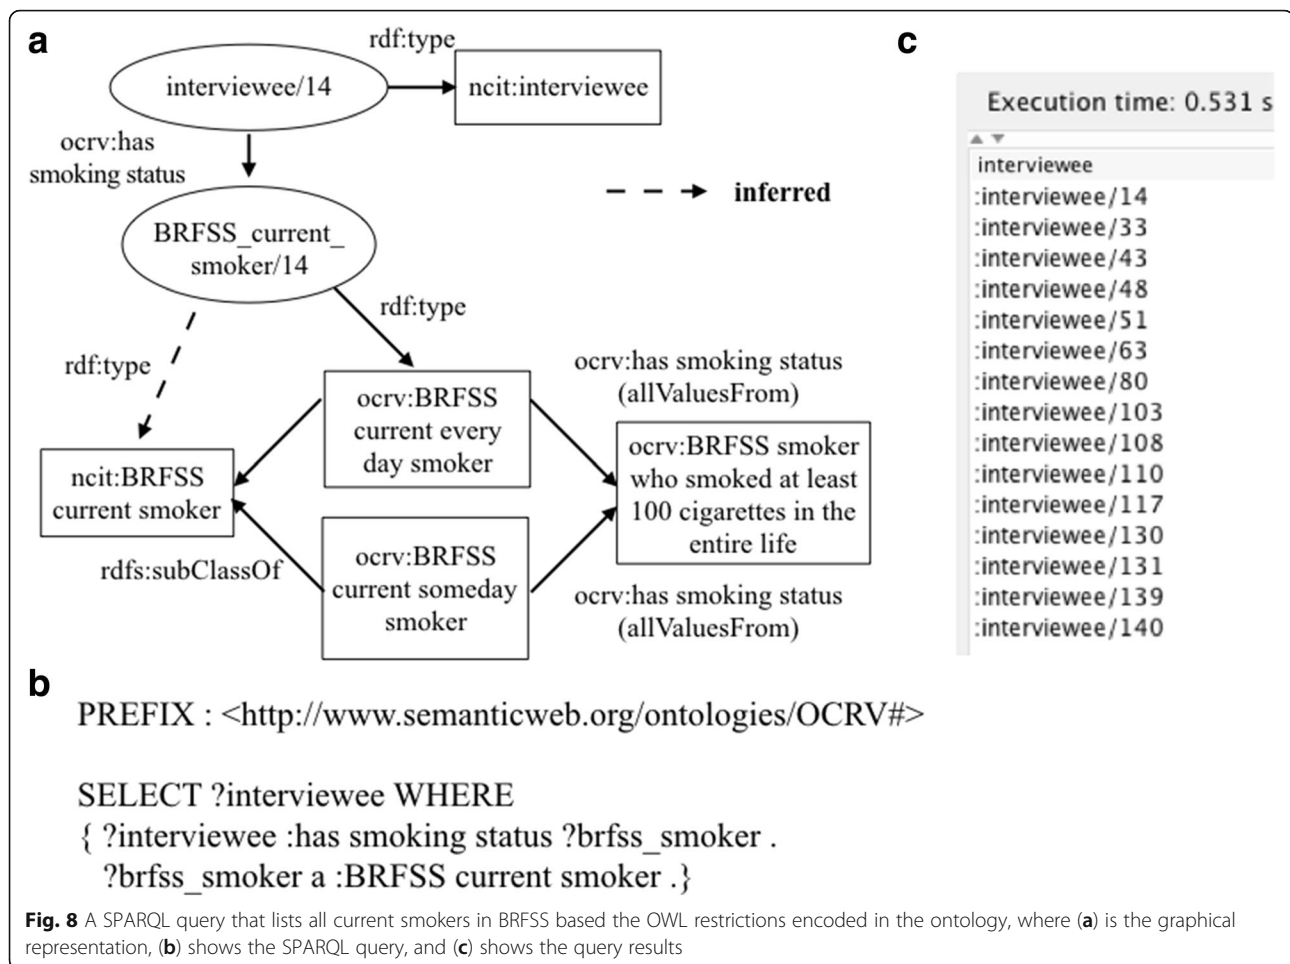 a
rdf:type
interviewee/14
ncit:interviewee
ocrv:has
smoking status
inferred
BRFSS_current_
smoker/14
rdf:type
rdf:type
ocrv:has smoking status
(allValuesFrom)
ocrv:BRFSS
current every
day smoker
ocrv:BRFSS smoker
who smoked at least
100 cigarettes in the
entire life
ncit:BRFSS
current smoker
rdfs:subClassOf
ocrv:BRFSS
current someday
smoker
ocrv:has smoking status
(allValuesFrom)
c
Execution time: 0.531 s
interviewee
:interviewee/14
:interviewee/33
:interviewee/43
:interviewee/48
:interviewee/51
:interviewee/63
:interviewee/80
:interviewee/103
:interviewee/108
:interviewee/110
:interviewee/117
:interviewee/130
:interviewee/131
:interviewee/139
:interviewee/140
b
PREFIX : <http://www.semanticweb.org/ontologies/OCRV#>
SELECT ?interviewee WHERE
{ ?interviewee :has smoking status ?brfss_smoker .
?brfss_smoker a :BRFSS current smoker .}
Fig. 8 A SPARQL query that lists all current smokers in BRFSS based the OWL restrictions encoded in the ontology, where (a) is the graphical
representation, (b) shows the SPARQL query, and (c) shows the query results